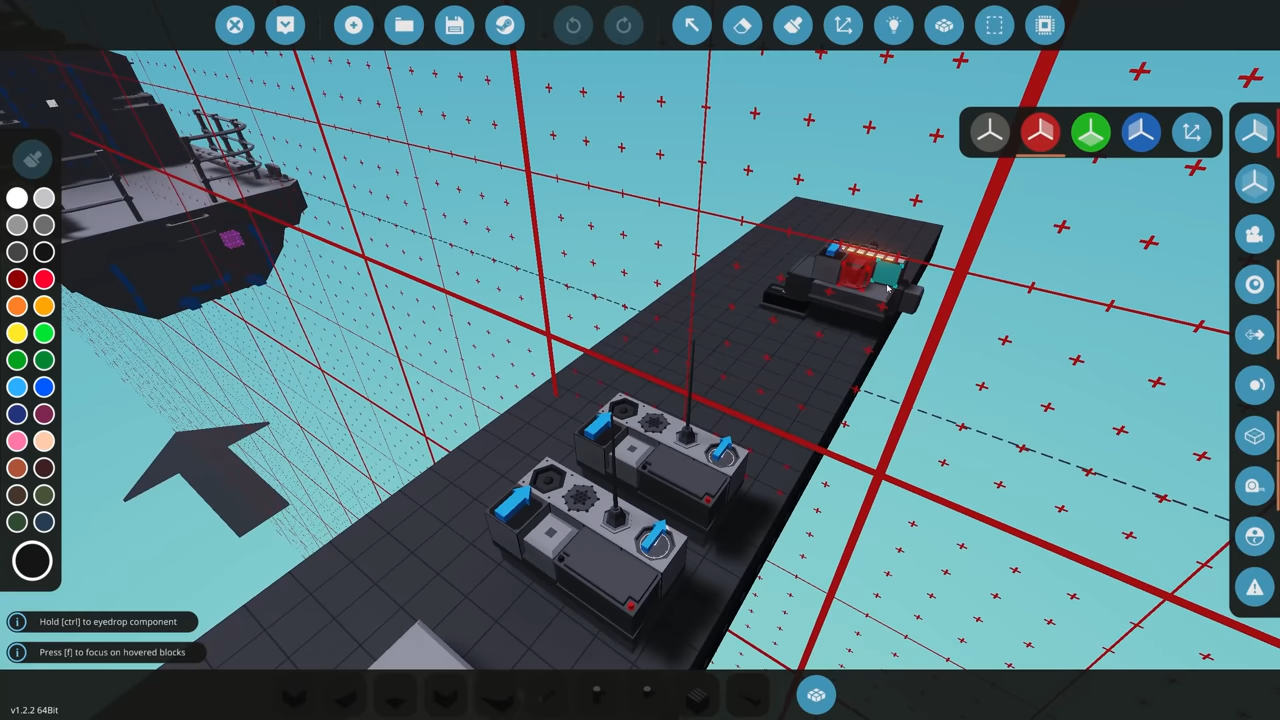 Hold [ctrl] to eyedrop component
Press [f] to focus on hovered blocks
v1.2.2 64Bit